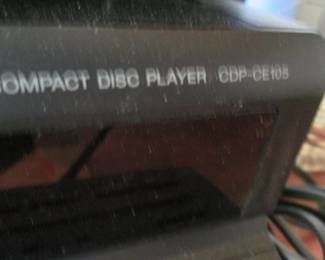 COMPACT DISC PLAYER CDP-CE105